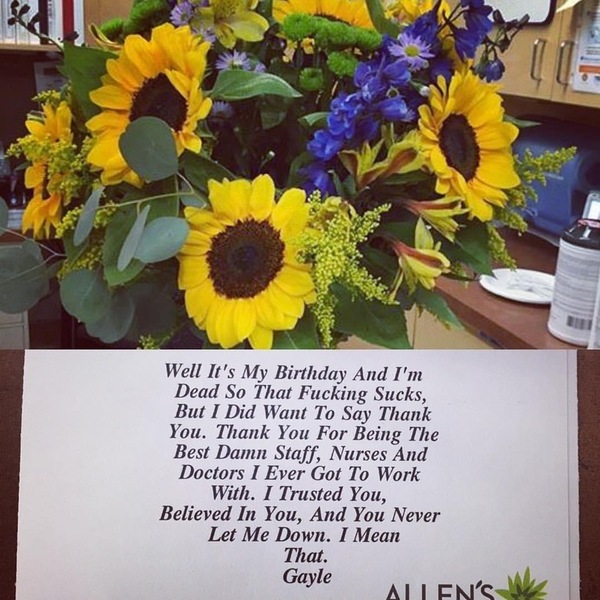 Well It's My Birthday And I'm
Dead So That Fucking Sucks,
But I Did Want To Say Thank
You. Thank You For Being The
Best Damn Staff, Nurses And
Doctors I Ever Got To Work
With. I Trusted You,
Believed In You, And You Never
Let Me Down. I Mean
That.
Gayle
ALLEN'S